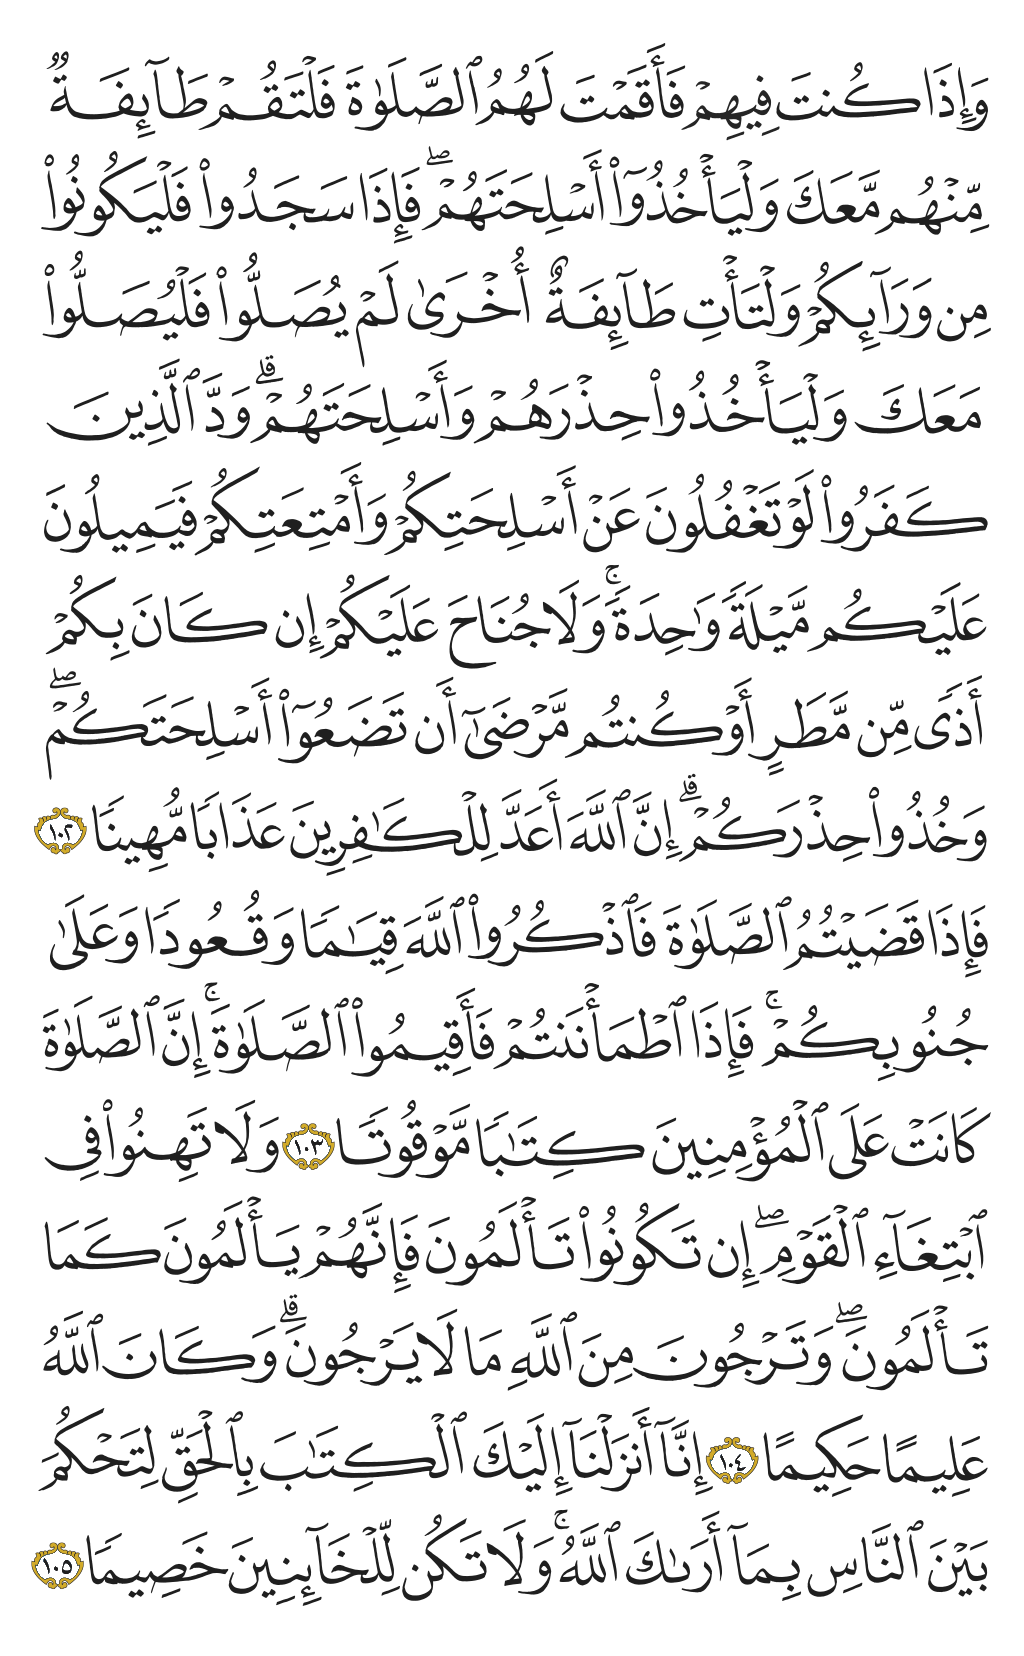 وَإِذَا كُنتَ فِيهِمۡ فَأَقَمۡتَ لَهُمُ ٱلصَّلَوٰةَ فَلۡتَقُمۡ طَآئِفَةٞ
مِّنۡهُم مَّعَكَ وَلۡيَأۡخُذُوٓاْ أَسۡلِحَتَهُمۡۖ فَإِذَا سَجَدُواْ فَلۡيَكُونُواْ
مِن وَرَآئِكُمۡ وَلۡتَأۡتِ طَآئِفَةٌ أُخۡرَىٰ لَمۡ يُصَلُّواْ فَلۡيُصَلُّواْ
مَعَكَ وَلۡيَأۡخُذُواْ حِذۡرَهُمۡ وَأَسۡلِحَتَهُمۡۗ وَدَّ ٱلَّذِينَ
كَفَرُواْ لَوۡ تَغۡفُلُونَ عَنۡ أَسۡلِحَتِكُمۡ وَأَمۡتِعَتِكُمۡ فَيَمِيلُونَ
عَلَيۡكُم مَّيۡلَةٗ وَٰحِدَةٗۚ وَلَا جُنَاحَ عَلَيۡكُمۡ إِن كَانَ بِكُمۡ
أَذٗى مِّن مَّطَرٍ أَوۡ كُنتُم مَّرۡضَىٰٓ أَن تَضَعُوٓاْ أَسۡلِحَتَكُمۡۖ
وَخُذُواْ حِذۡرَكُمۡۗ إِنَّ ٱللَّهَ أَعَدَّ لِلۡكَٰفِرِينَ عَذَابٗا مُّهِينٗا ١٠٢
فَإِذَا قَضَيۡتُمُ ٱلصَّلَوٰةَ فَٱذۡكُرُواْ ٱللَّهَ قِيَٰمٗا وَقُعُودٗا وَعَلَىٰ
جُنُوبِكُمۡۚ فَإِذَا ٱطۡمَأۡنَنتُمۡ فَأَقِيمُواْ ٱلصَّلَوٰةَۚ إِنَّ ٱلصَّلَوٰةَ
كَانَتۡ عَلَى ٱلۡمُؤۡمِنِينَ كِتَٰبٗا مَّوۡقُوتٗا ١٠٣ وَلَا تَهِنُواْ فِي
ٱبۡتِغَآءِ ٱلۡقَوۡمِۖ إِن تَكُونُواْ تَأۡلَمُونَ فَإِنَّهُمۡ يَأۡلَمُونَ كَمَا
تَأۡلَمُونَۖ وَتَرۡجُونَ مِنَ ٱللَّهِ مَا لَا يَرۡجُونَۗ وَكَانَ ٱللَّهُ
عَلِيمًا حَكِيمًا ١٠٤ إِنَّآ أَنزَلۡنَآ إِلَيۡكَ ٱلۡكِتَٰبَ بِٱلۡحَقِّ لِتَحۡكُمَ
بَيۡنَ ٱلنَّاسِ بِمَآ أَرَىٰكَ ٱللَّهُۚ وَلَا تَكُن لِّلۡخَآئِنِينَ خَصِيمٗا ١٠٥